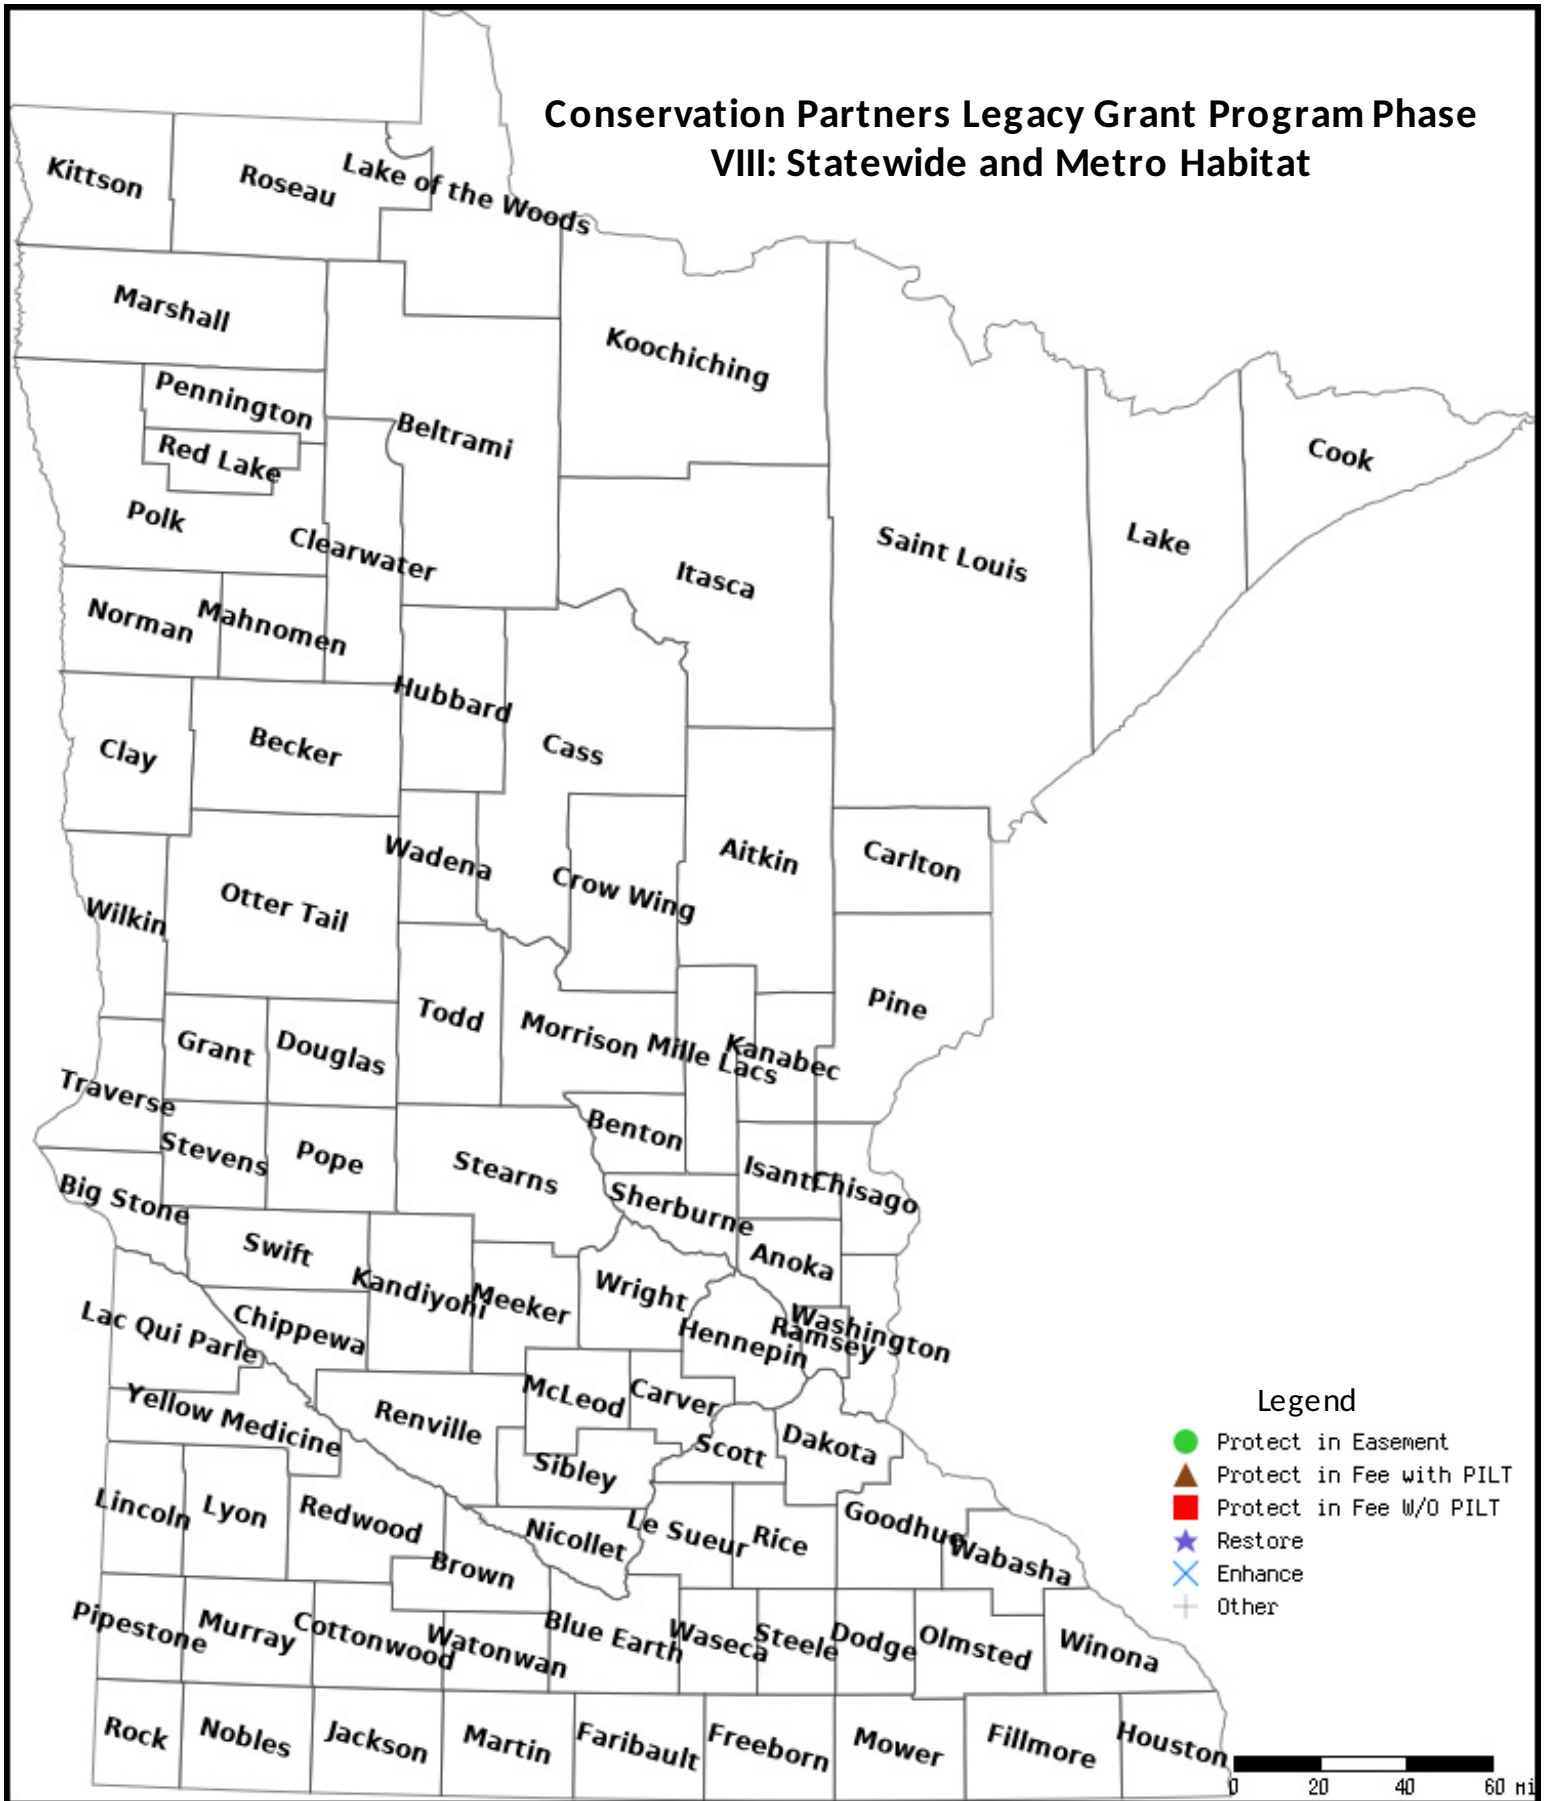 Conservation Partners Legacy Grant Program Phase
VIII: Statewide and Metro Habitat
Kittson
Roseau
Lake of the Woods
Marshall
Koochiching
Pennington
Beltrami
Red Lake
Cook
Polk
Clearwater
Saint Louis
Lake
Itasca
Norman
Mahnomen
Hubbard
Clay
Becker
Cass
Wadena
Aitkin
Carlton
Crow Wing
Wilkin
Otter Tail
Todd
Morrison
Mille Lacs
Kanabec
Pine
Grant
Douglas
Traverse
Benton
Stevens
Pope
Stearns
Isanti
Chisago
Big Stone
Sherburne
Swift
Anoka
Kandiyohi
Meeker
Wright
Washington
Ramsey
Hennepin
Lac Qui Parle
Chippewa
McLeod
Carver
Yellow Medicine
Renville
Scott
Dakota
Sibley
Lincoln
Lyon
Redwood
Nicollet
Le Sueur
Rice
Goodhue
Wabasha
Brown
Pipestone
Murray
Cottonwood
Watonwan
Blue Earth
Waseca
Steele
Dodge
Olmsted
Winona
Rock
Nobles
Jackson
Martin
Faribault
Freeborn
Mower
Fillmore
Houston
Legend
Protect in Easement
Protect in Fee with PILT
Protect in Fee W/O PILT
Restore
Enhance
Other
0 20 40 60 mi